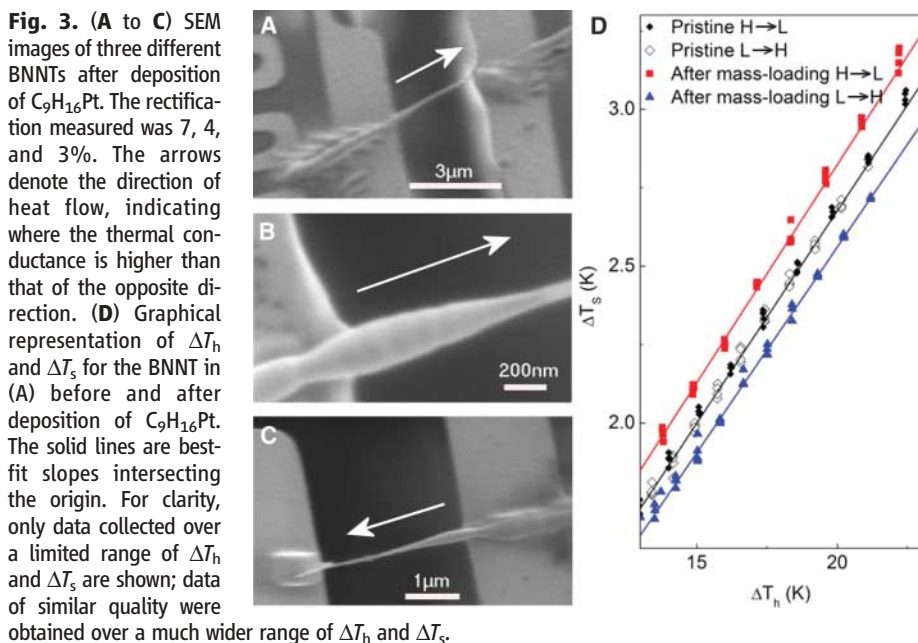 Fig. 3. (A to C) SEM
images of three different
BNNTs after deposition
of C₉H₁₆Pt. The rectifica-
tion measured was 7, 4,
and 3%. The arrows
denote the direction of
heat flow, indicating
where the thermal con-
ductance is higher than
that of the opposite di-
rection. (D) Graphical
representation of ΔTh
and ΔTs for the BNNT in
(A) before and after
deposition of C₉H₁₆Pt.
The solid lines are best-
fit slopes intersecting
the origin. For clarity,
only data collected over
a limited range of ΔTh
and ΔTs are shown; data
of similar quality were
obtained over a much wider range of ΔTh and ΔTs.
A
3μm
B
200nm
C
1μm
D
Pristine H→L
Pristine L→H
After mass-loading H→L
After mass-loading L→H
3.0
2.5
2.0
ΔTs (K)
15
20
ΔTh (K)